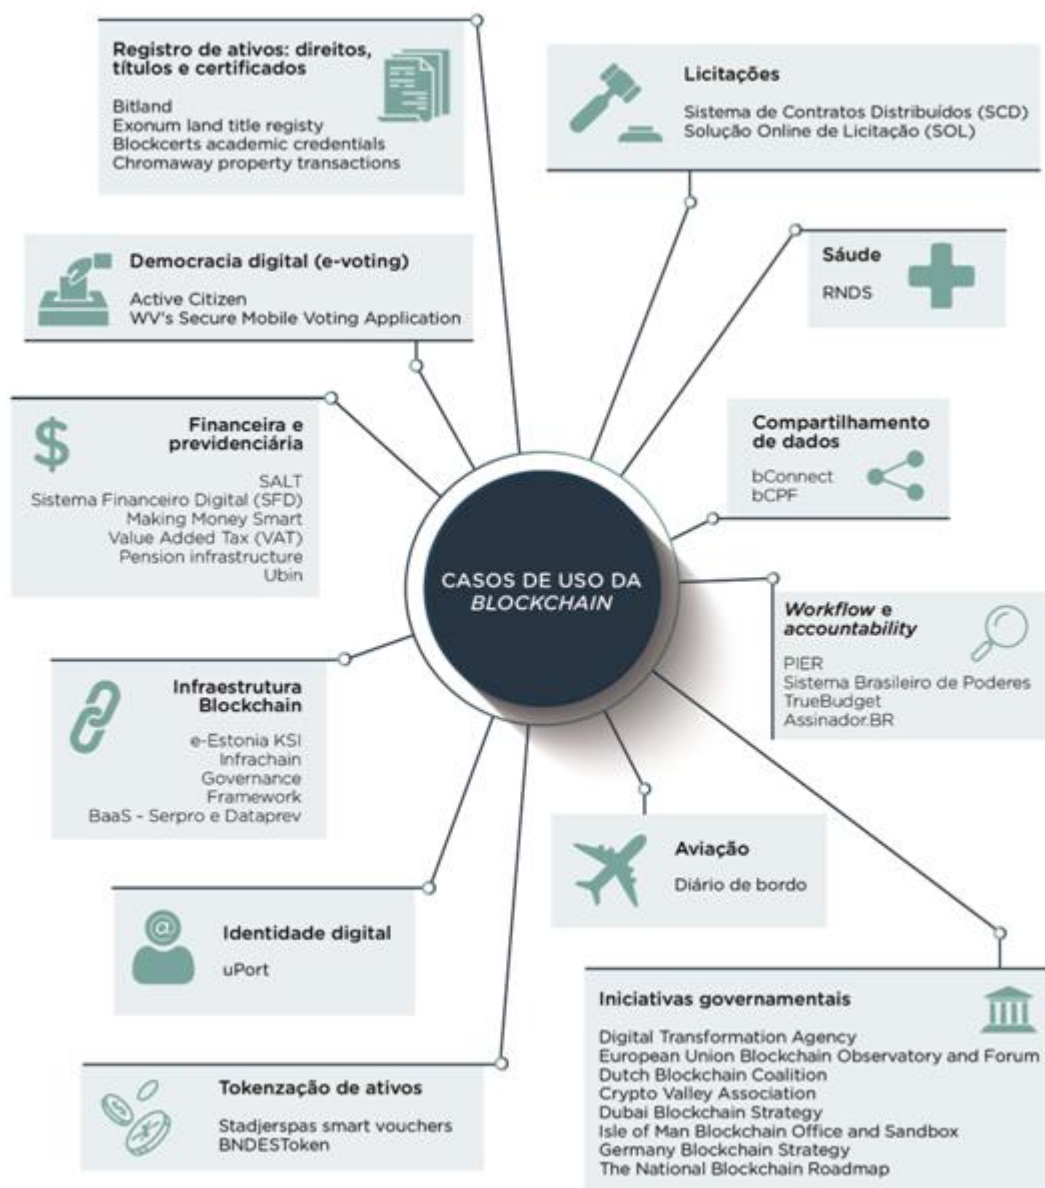 Registro de ativos: direitos,
títulos e certificados
Bitland
Exonum land title registy
Blockcerts academic credentials
Chromaway property transactions
Licitações
Sistema de Contratos Distribuídos (SCD)
Solução Online de Licitação (SOL)
Democracia digital (e-voting)
Active Citizen
WV's Secure Mobile Voting Application
Sáude
RNDS
Financeira e
previdenciária
SALT
Sistema Financeiro Digital (SFD)
Making Money Smart
Value Added Tax (VAT)
Pension infrastructure
Ubin
Compartilhamento
de dados
bConnect
bCPF
CASOS DE USO DA
BLOCKCHAIN
Workflow e
accountability
PIER
Sistema Brasileiro de Poderes
TrueBudget
Assinador.BR
Infraestrutura
Blockchain
e-Estonia KSI
Infrachain
Governance
Framework
BaaS - Serpro e Dataprev
Aviação
Diário de bordo
Identidade digital
uPort
Iniciativas governamentais
Digital Transformation Agency
European Union Blockchain Observatory and Forum
Dutch Blockchain Coalition
Crypto Valley Association
Dubai Blockchain Strategy
Isle of Man Blockchain Office and Sandbox
Germany Blockchain Strategy
The National Blockchain Roadmap
Tokenzação de ativos
Stadjerspas smart vouchers
BNDESToken